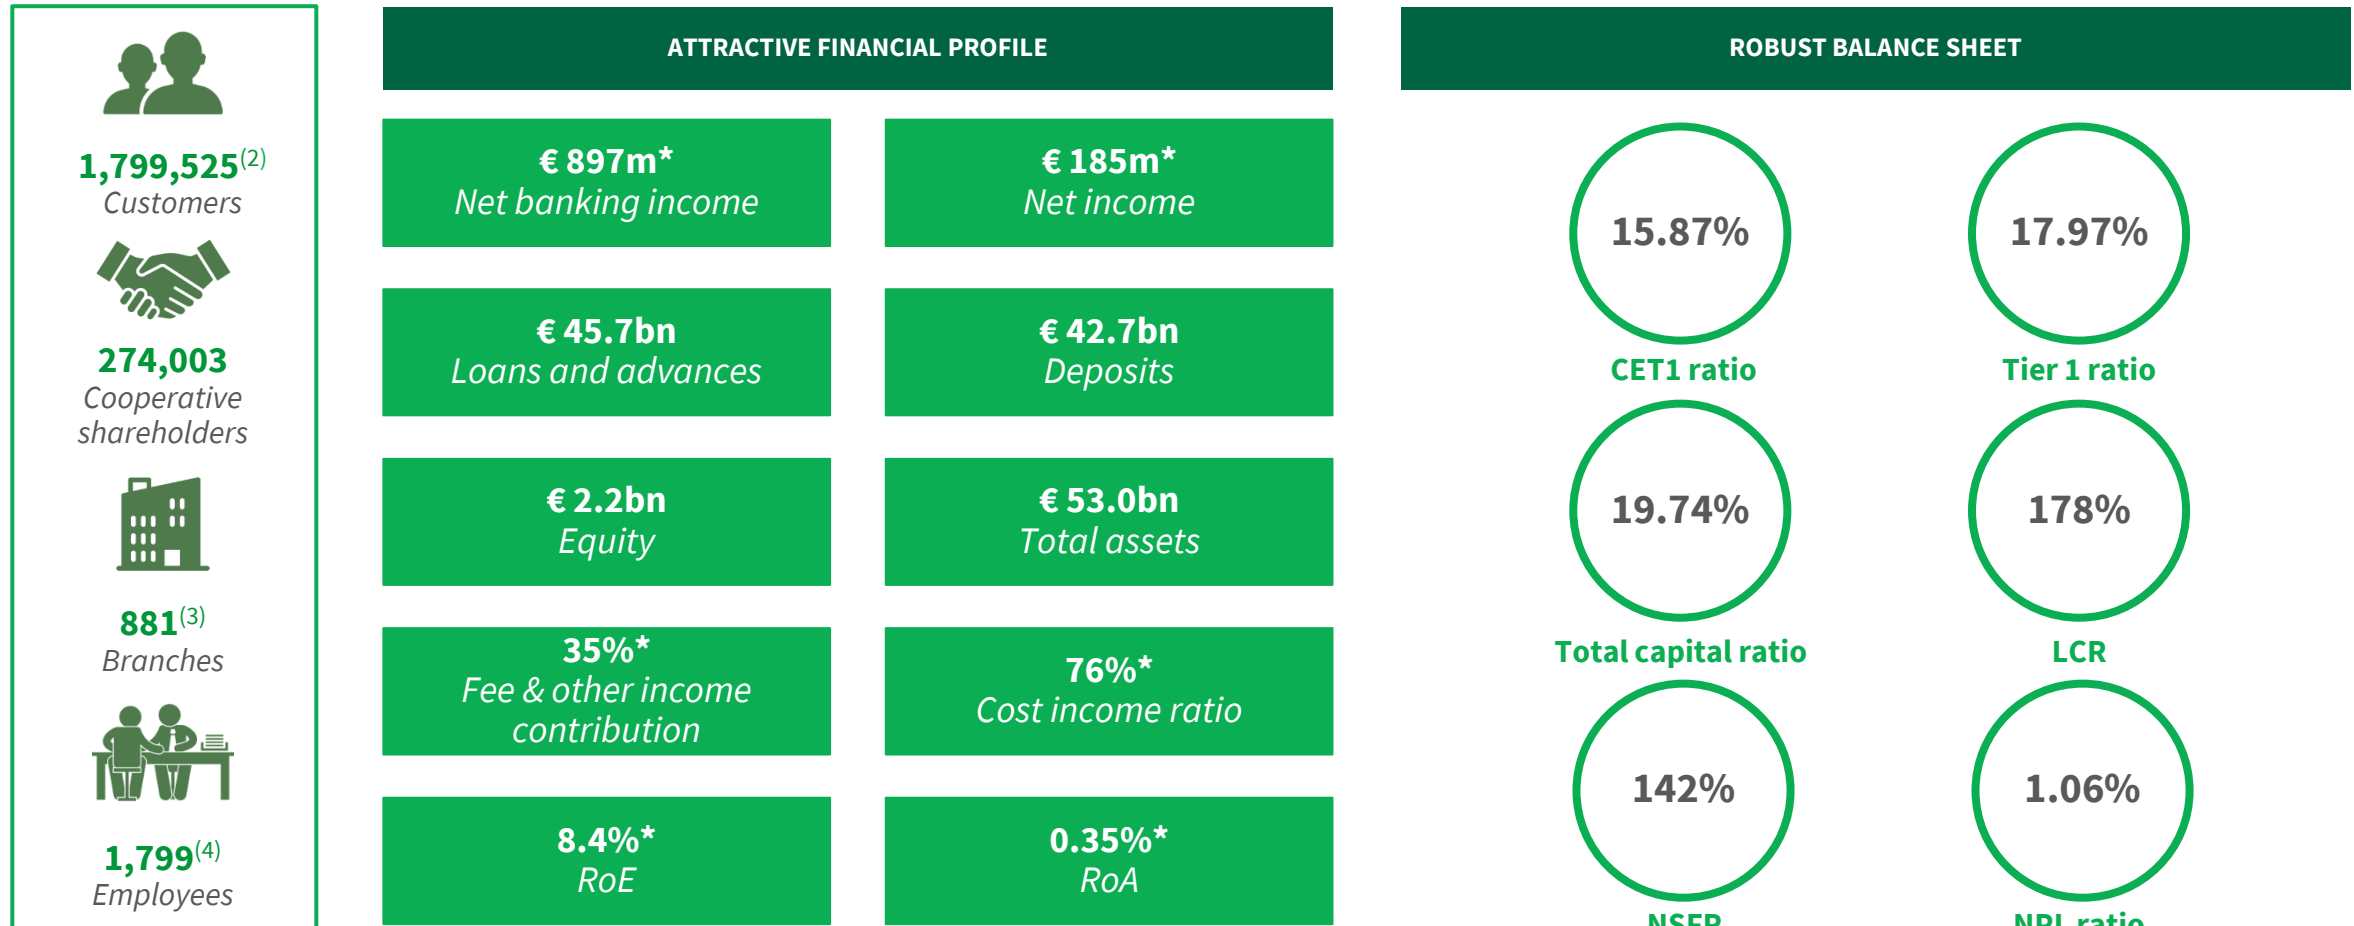 1,799,525(2)
Customers
274,003
Cooperative
shareholders
881(3)
Branches
1,799(4)
Employees
ATTRACTIVE FINANCIAL PROFILE
€ 897m*
Net banking income
€ 185m*
Net income
€ 45.7bn
Loans and advances
€ 42.7bn
Deposits
€ 2.2bn
Equity
€ 53.0bn
Total assets
35%*
Fee & other income
contribution
76%*
Cost income ratio
8.4%*
RoE
0.35%*
RoA
ROBUST BALANCE SHEET
15.87%
CET1 ratio
17.97%
Tier 1 ratio
19.74%
Total capital ratio
178%
LCR
142%
NSFR
1.06%
NPL ratio